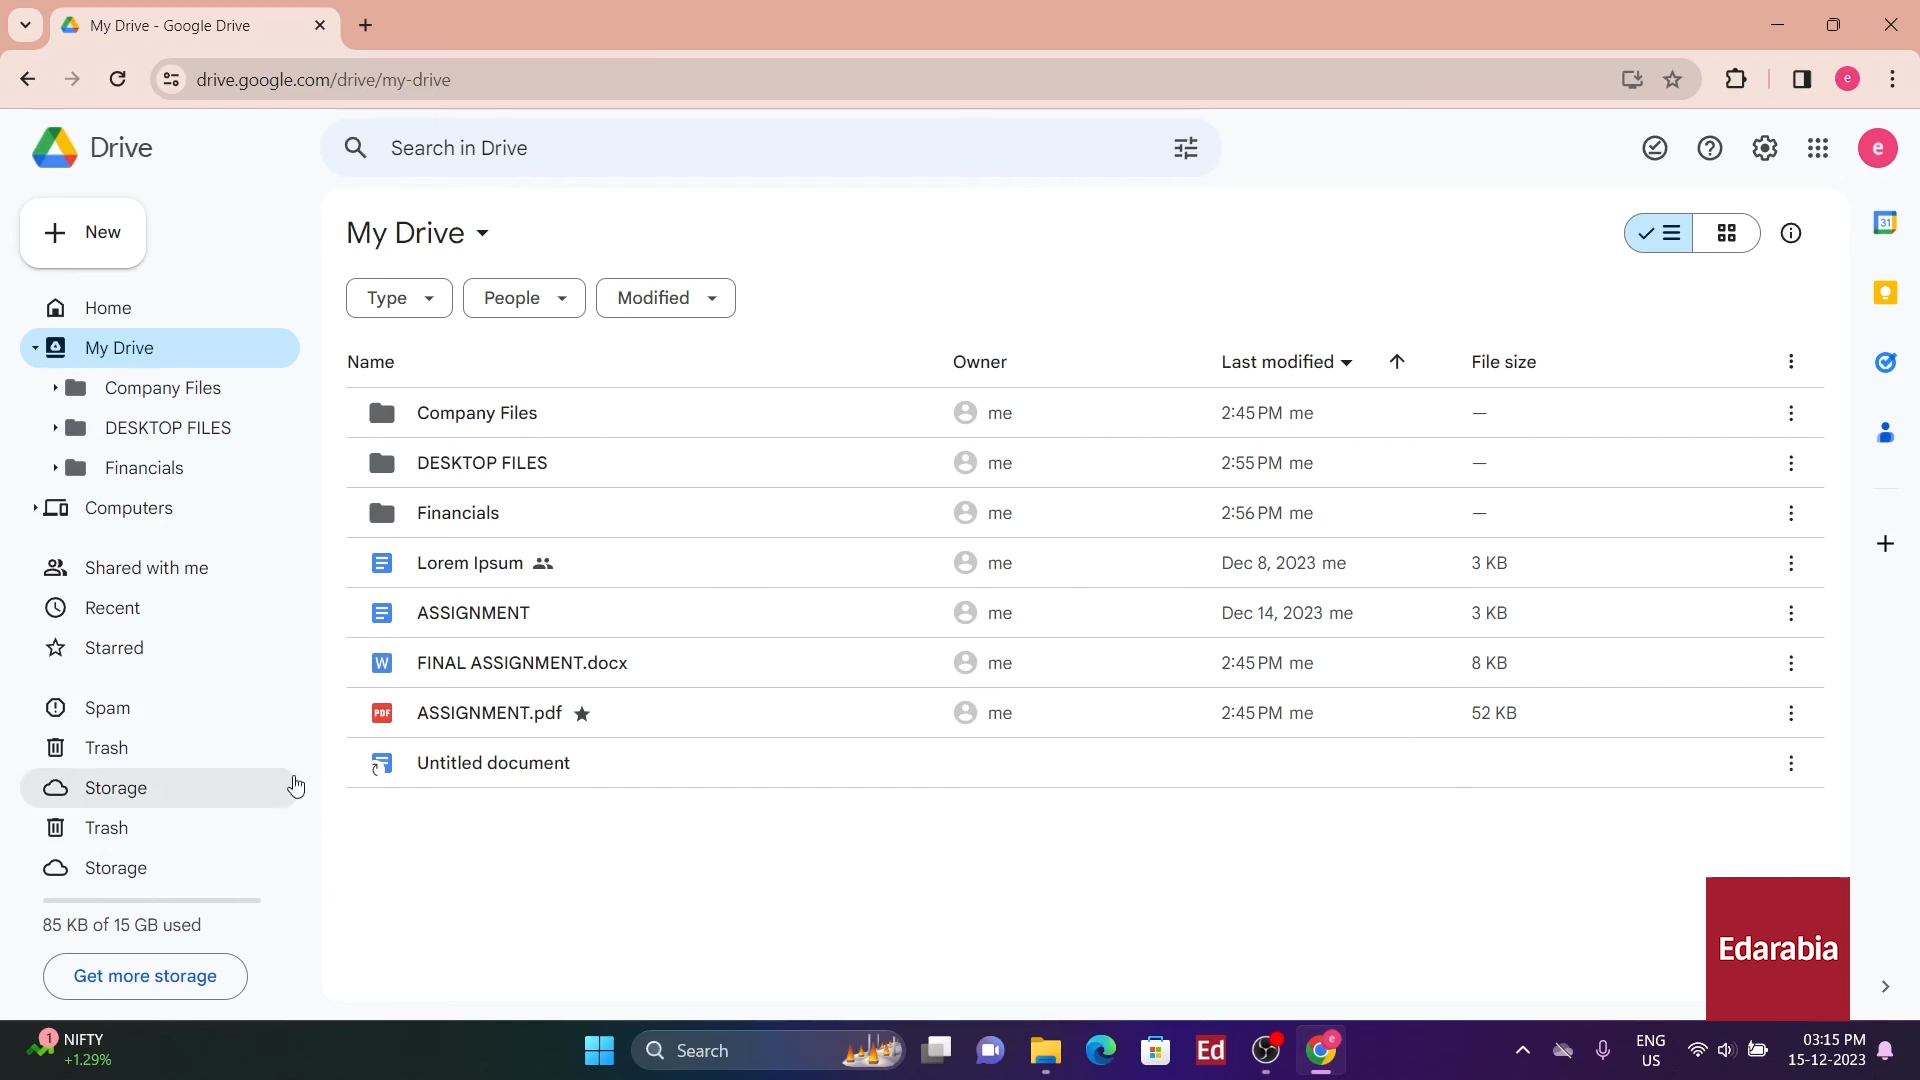 My Drive - Google Drive
drive.google.com/drive/my-drive
e
Drive
Search in Drive
e
New
My Drive
31
Home
Type
People
Modified
My Drive
Name
Owner
Last modified
File size
Company Files
Company Files
me
2:45 PM me
—
DESKTOP FILES
DESKTOP FILES
me
2:55 PM me
—
Financials
Financials
me
2:56 PM me
—
Computers
Lorem Ipsum
me
Dec 8, 2023 me
3 KB
Shared with me
ASSIGNMENT
me
Dec 14, 2023 me
3 KB
Recent
Starred
W
FINAL ASSIGNMENT.docx
me
2:45 PM me
8 KB
Spam
PDF
ASSIGNMENT.pdf
me
2:45 PM me
52 KB
Trash
Untitled document
Storage
Trash
Storage
85 KB of 15 GB used
Get more storage
Edarabia
1
NIFTY
+1.29%
Search
Ed
e
ENG
US
03:15 PM
15-12-2023